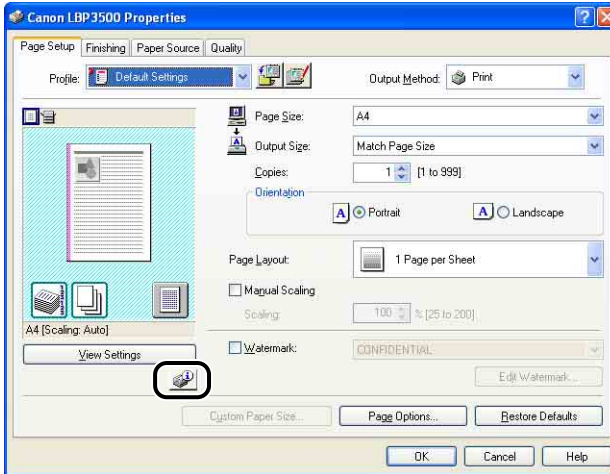 Canon LBP3500 Properties
Page Setup Finishing Paper Source Quality
Profile: Default Settings Output Method: Print
Page Size: A4
Output Size: Match Page Size
Copies: 1 [1 to 999]
Orientation
A Portrait A Landscape
Page Layout: 1 Page per Sheet
Manual Scaling
Scaling: 100 % [25 to 200]
A4 [Scaling: Auto]
View Settings
Watermark: CONFIDENTIAL
Edit Watermark...
Custom Paper Size... Page Options... Restore Defaults
OK Cancel Help